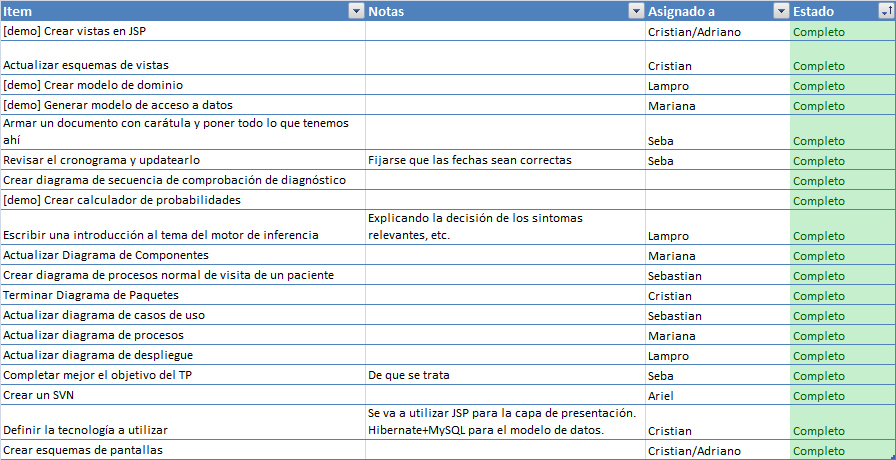 Item Notas Asignado a Estado
[demo] Crear vistas en JSP Cristian/Adriano Completo
Actualizar esquemas de vistas Cristian Completo
[demo] Crear modelo de dominio Lampro Completo
[demo] Generar modelo de acceso a datos Mariana Completo
Armar un documento con carátula y poner todo lo que tenemos
ahí Seba Completo
Revisar el cronograma y updatearlo Fijarse que las fechas sean correctas Seba Completo
Crear diagrama de secuencia de comprobación de diagnóstico Completo
[demo] Crear calculador de probabilidades Completo
Explicando la decisión de los sintomas
Escribir una introducción al tema del motor de inferencia relevantes, etc. Lampro Completo
Actualizar Diagrama de Componentes Mariana Completo
Crear diagrama de procesos normal de visita de un paciente Sebastian Completo
Terminar Diagrama de Paquetes Cristian Completo
Actualizar diagrama de casos de uso Sebastian Completo
Actualizar diagrama de procesos Mariana Completo
Actualizar diagrama de despliegue Lampro Completo
Completar mejor el objetivo del TP De que se trata Seba Completo
Crear un SVN Ariel Completo
Se va a utilizar JSP para la capa de presentación.
Definir la tecnología a utilizar Hibernate+MySQL para el modelo de datos. Cristian Completo
Crear esquemas de pantallas Cristian/Adriano Completo